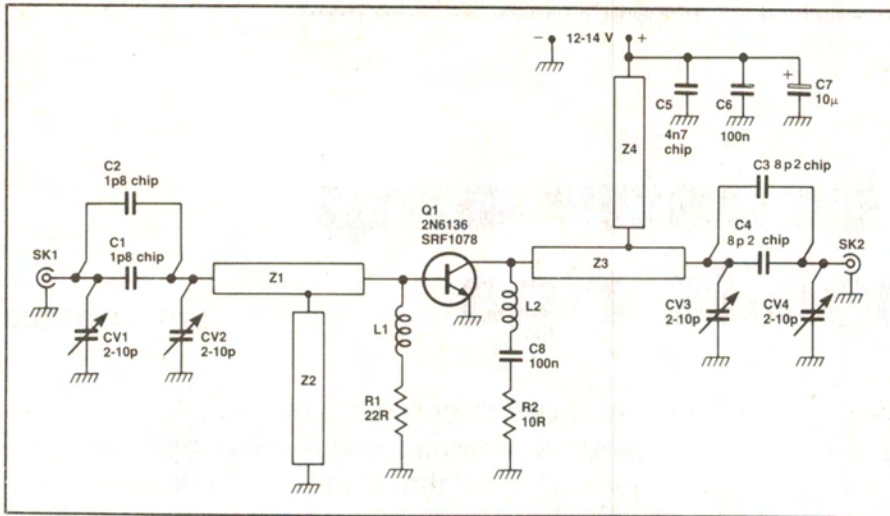 − 12-14 V +
C5
4n7
chip
C6
100n
+
C7
10µ
Z4
C2
1p8 chip
C3 8p2 chip
Q1
2N6136
SRF1078
C4
8p2 chip
SK1
C1
1p8 chip
SK2
Z1
Z3
CV1
2-10p
CV2
2-10p
L1
L2
CV3
2-10p
CV4
2-10p
Z2
C8
100n
R1
22R
R2
10R